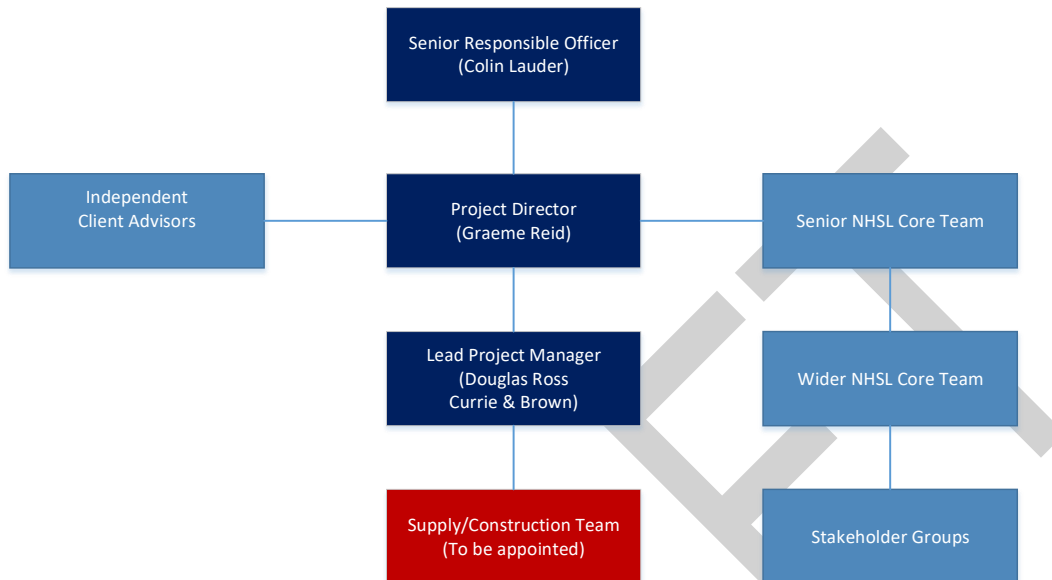 Senior Responsible Officer
(Colin Lauder)
Independent
Client Advisors
Project Director
(Graeme Reid)
Senior NHSL Core Team
Lead Project Manager
(Douglas Ross
Currie & Brown)
Wider NHSL Core Team
Supply/Construction Team
(To be appointed)
Stakeholder Groups